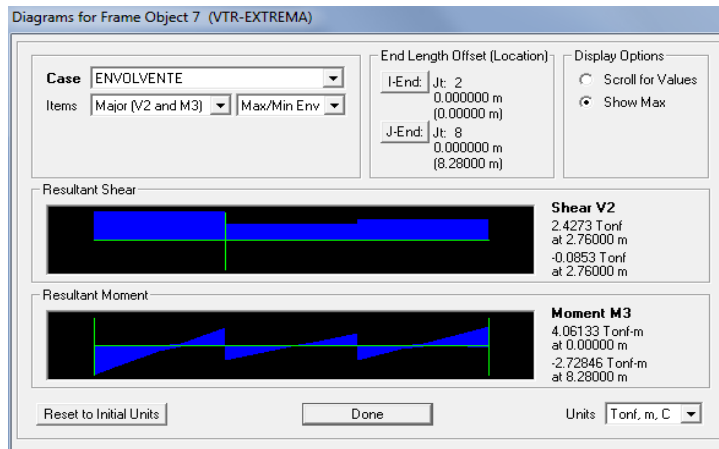 Diagrams for Frame Object 7 (VTR-EXTREMA)
Case ENVOLVENTE
Items Major (V2 and M3) Max/Min Env
End Length Offset (Location)
I-End: Jt: 2
0.000000 m
(0.00000 m)
J-End: Jt: 8
0.000000 m
(8.28000 m)
Display Options
Scroll for Values
Show Max
Resultant Shear
Shear V2
2.4273 Tonf
at 2.76000 m
-0.0853 Tonf
at 2.76000 m
Resultant Moment
Moment M3
4.06133 Tonf-m
at 0.00000 m
-2.72846 Tonf-m
at 8.28000 m
Reset to Initial Units
Done
Units Tonf, m, C